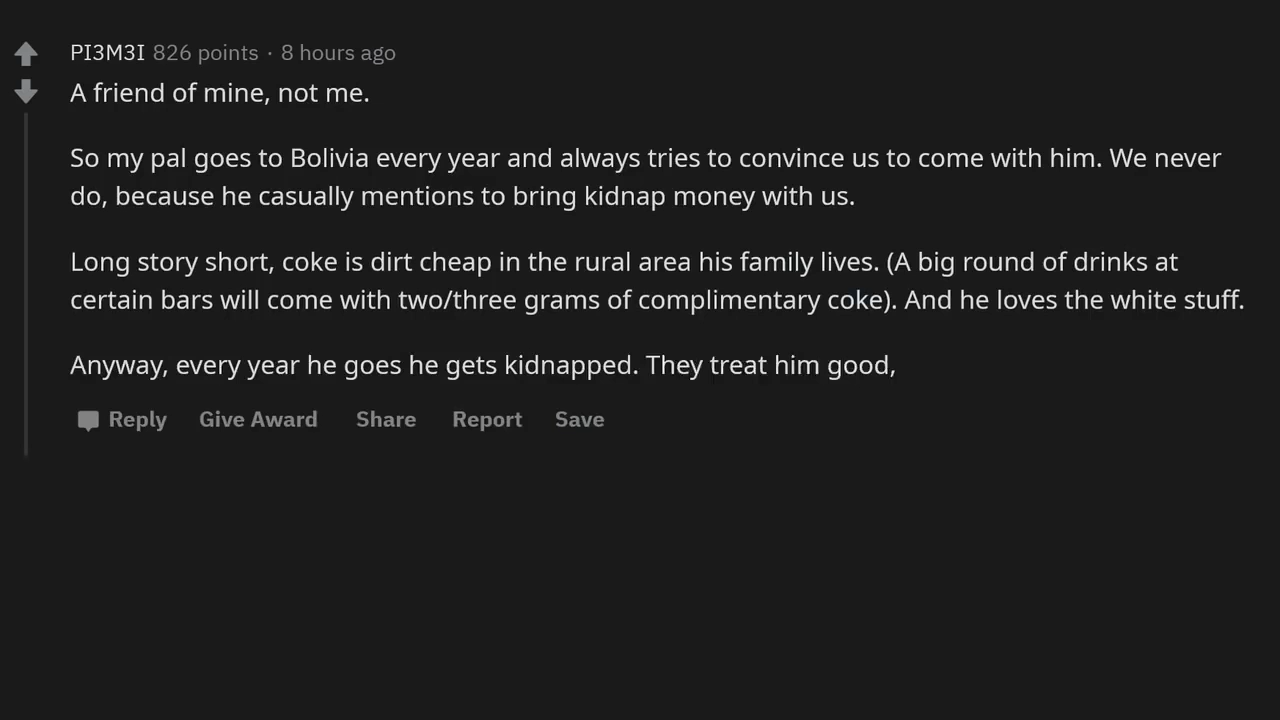 PI3M3I 826 points · 8 hours ago
A friend of mine, not me.
So my pal goes to Bolivia every year and always tries to convince us to come with him. We never
do, because he casually mentions to bring kidnap money with us.
Long story short, coke is dirt cheap in the rural area his family lives. (A big round of drinks at
certain bars will come with two/three grams of complimentary coke). And he loves the white stuff.
Anyway, every year he goes he gets kidnapped. They treat him good,
Reply Give Award Share Report Save